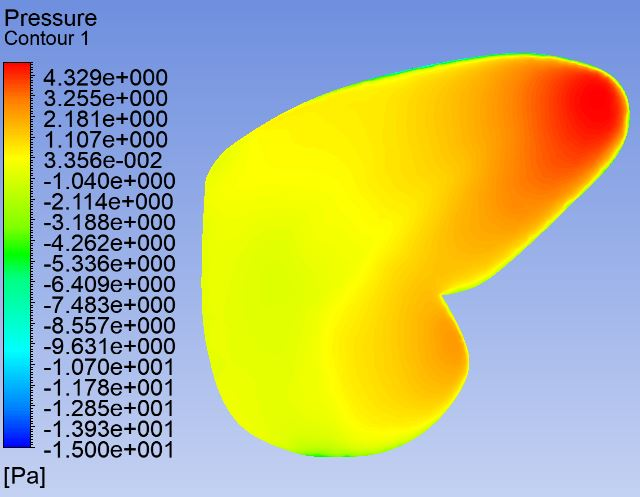 Pressure
Contour 1
4.329e+000
3.255e+000
2.181e+000
1.107e+000
3.356e-002
-1.040e+000
-2.114e+000
-3.188e+000
-4.262e+000
-5.336e+000
-6.409e+000
-7.483e+000
-8.557e+000
-9.631e+000
-1.070e+001
-1.178e+001
-1.285e+001
-1.393e+001
-1.500e+001
[Pa]